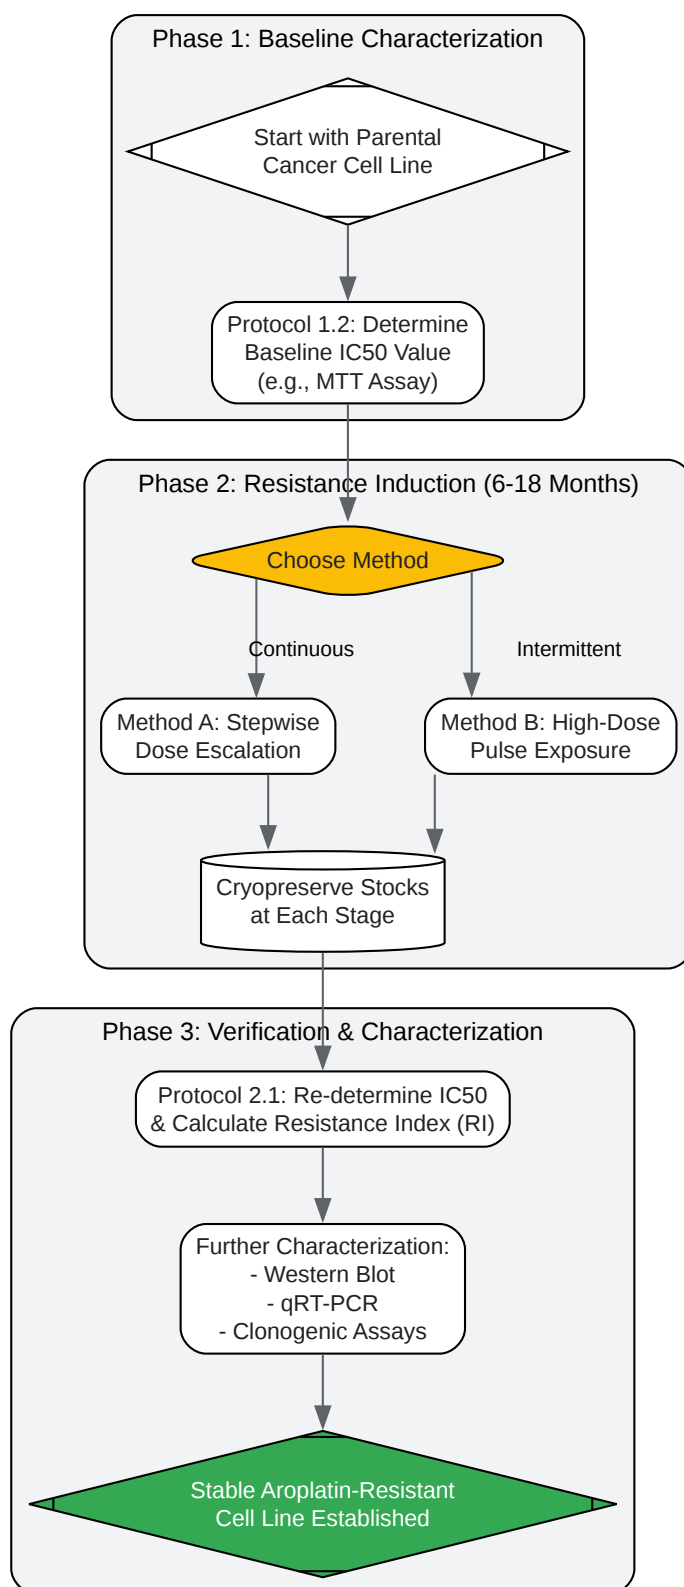 Phase 1: Baseline Characterization
Start with Parental
Cancer Cell Line
Protocol 1.2: Determine
Baseline IC50 Value
(e.g., MTT Assay)
Phase 2: Resistance Induction (6-18 Months)
Choose Method
Continuous
Intermittent
Method A: Stepwise
Dose Escalation
Method B: High-Dose
Pulse Exposure
Cryopreserve Stocks
at Each Stage
Phase 3: Verification & Characterization
Protocol 2.1: Re-determine IC50
& Calculate Resistance Index (RI)
Further Characterization:
- Western Blot
- qRT-PCR
- Clonogenic Assays
Stable Aroplatin-Resistant
Cell Line Established